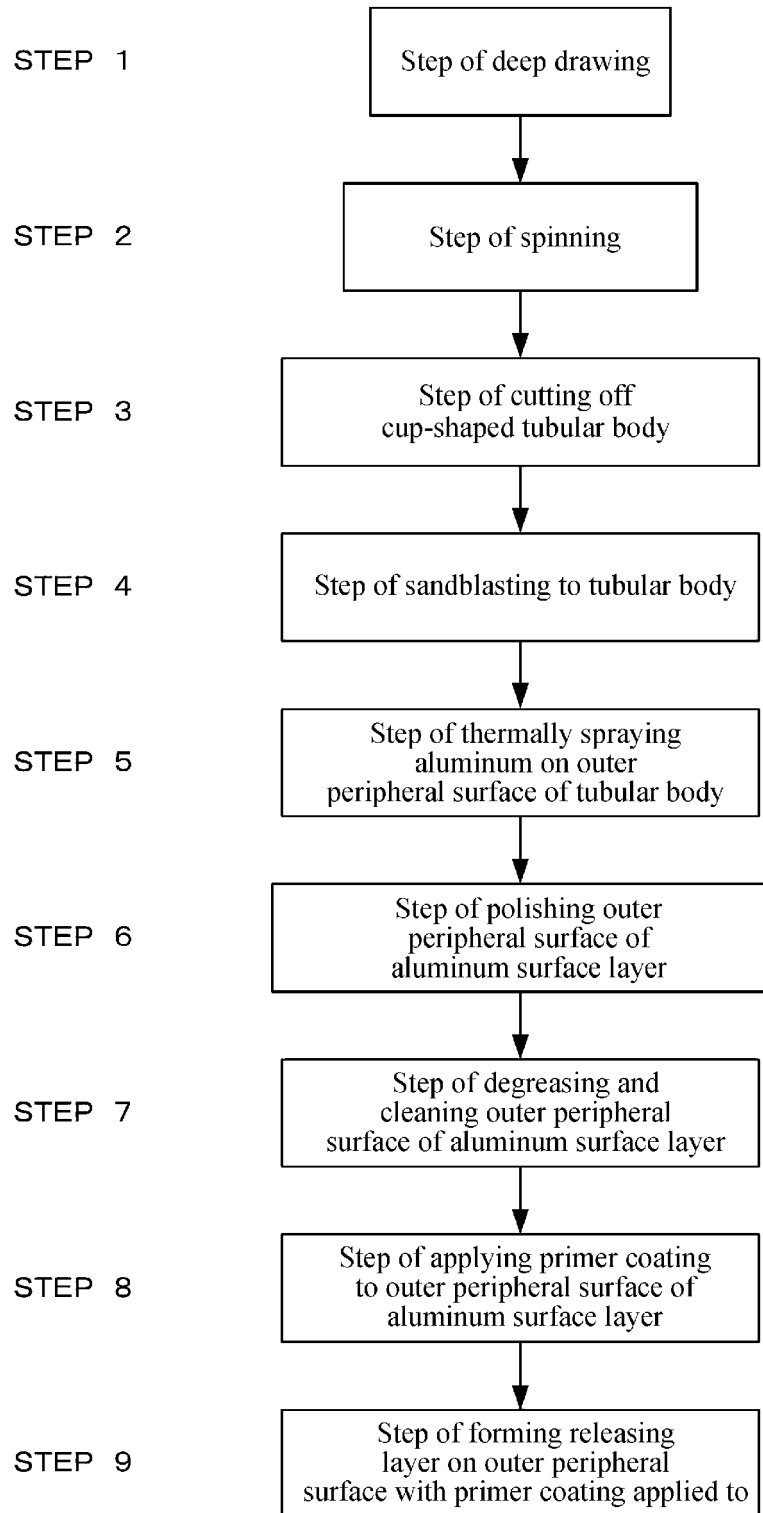 STEP 1
Step of deep drawing
STEP 2
Step of spinning
STEP 3
Step of cutting off
cup-shaped tubular body
STEP 4
Step of sandblasting to tubular body
STEP 5
Step of thermally spraying
aluminum on outer
peripheral surface of tubular body
STEP 6
Step of polishing outer
peripheral surface of
aluminum surface layer
STEP 7
Step of degreasing and
cleaning outer peripheral
surface of aluminum surface layer
STEP 8
Step of applying primer coating
to outer peripheral surface of
aluminum surface layer
STEP 9
Step of forming releasing
layer on outer peripheral
surface with primer coating applied to